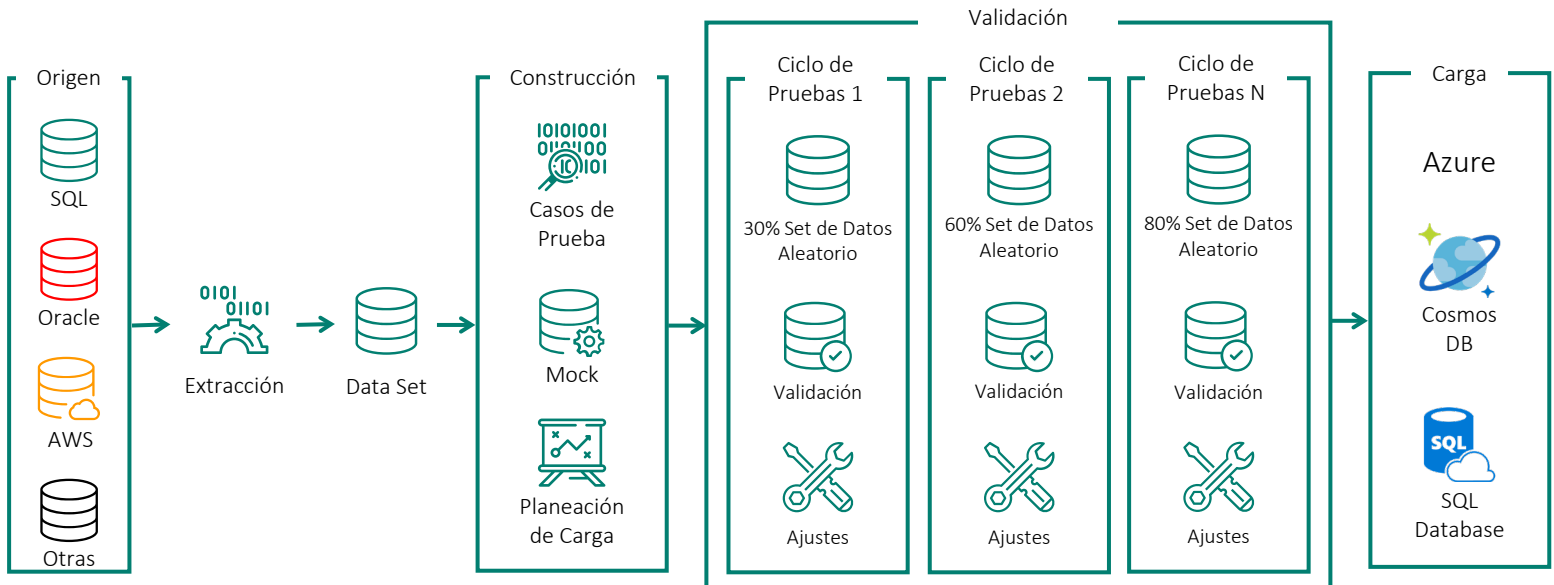 Origen
SQL
Oracle
AWS
Otras
0101
01101
Extracción
Data Set
Construcción
10101001
Casos de
Prueba
Mock
Planeación
de Carga
Validación
Ciclo de
Pruebas 1
30% Set de Datos
Aleatorio
Validación
Ajustes
Ciclo de
Pruebas 2
60% Set de Datos
Aleatorio
Validación
Ajustes
Ciclo de
Pruebas N
80% Set de Datos
Aleatorio
Validación
Ajustes
Carga
Azure
Cosmos
DB
SQL
SQL
Database